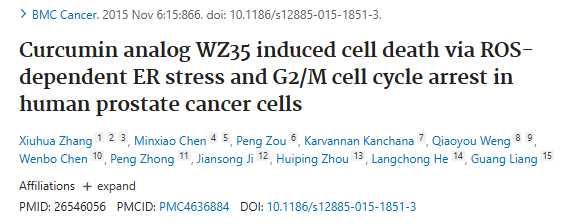 > BMC Cancer. 2015 Nov 6:15:866. doi: 10.1186/s12885-015-1851-3.
Curcumin analog WZ35 induced cell death via ROS-
dependent ER stress and G2/M cell cycle arrest in
human prostate cancer cells
Xiuhua Zhang 1 2 3, Minxiao Chen 4 5, Peng Zou 6, Karvannan Kanchana 7, Qiaoyou Weng 8 9,
Wenbo Chen 10, Peng Zhong 11, Jiansong Ji 12, Huiping Zhou 13, Langchong He 14, Guang Liang 15
Affiliations + expand
PMID: 26546056 PMCID: PMC4636884 DOI: 10.1186/s12885-015-1851-3